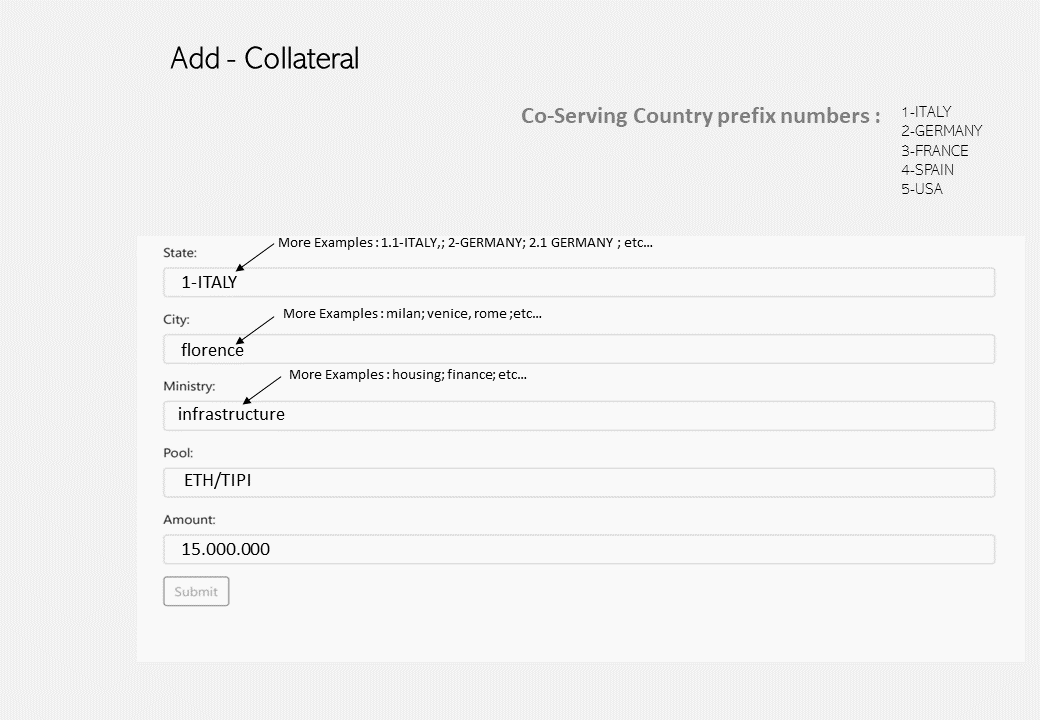 Add - Collateral
Co-Serving Country prefix numbers :
1-ITALY
2-GERMANY
3-FRANCE
4-SPAIN
5-USA
More Examples : 1.1-ITALY,; 2-GERMANY; 2.1 GERMANY ; etc...
State:
1-ITALY
More Examples : milan; venice, rome ;etc...
City:
florence
More Examples : housing; finance; etc...
Ministry:
infrastructure
Pool:
ETH/TIPI
Amount:
15.000.000
Submit